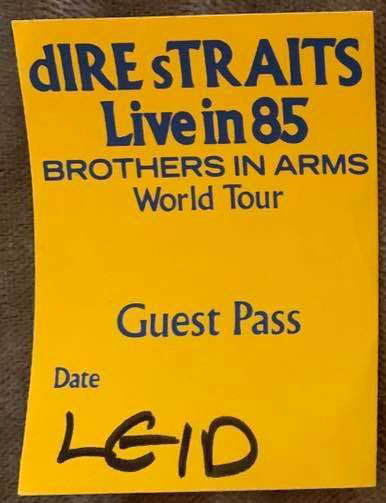 dIRE sTRAITS
Live in 85
BROTHERS IN ARMS
World Tour
Guest Pass
Date
LEID